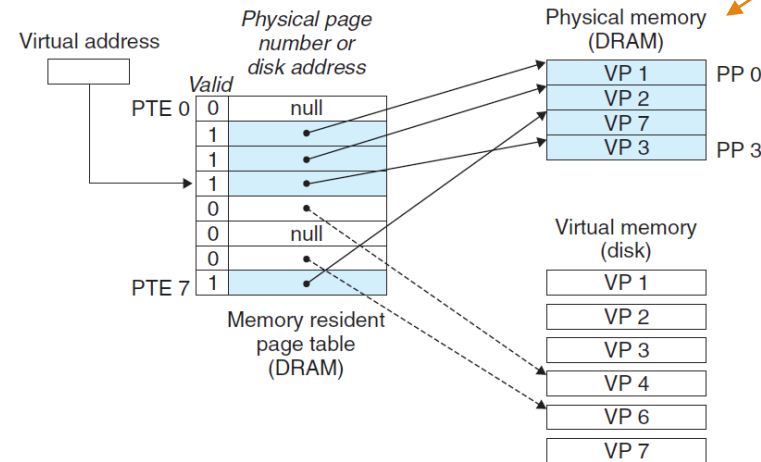 Virtual address
Physical page
number or
disk address
Valid
PTE 0
0
null
1
1
1
0
0
null
0
PTE 7
1
Memory resident
page table
(DRAM)
Physical memory
(DRAM)
VP 1
PP 0
VP 2
VP 7
VP 3
PP 3
Virtual memory
(disk)
VP 1
VP 2
VP 3
VP 4
VP 6
VP 7